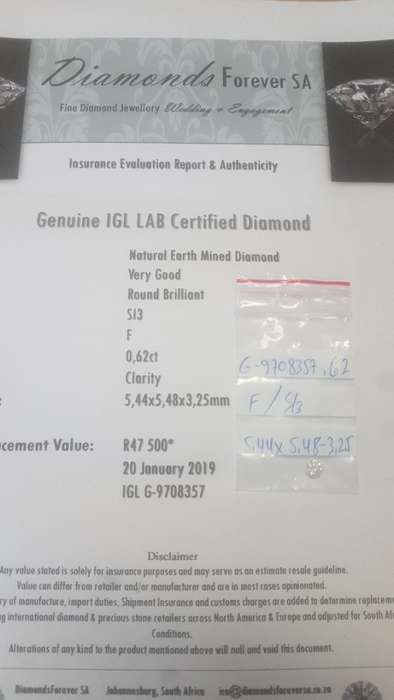 Diamonds Forever SA
Fine Diamond Jewellery Wedding & Engagement
Insurance Evaluation Report & Authenticity
Genuine IGL LAB Certified Diamond
Natural Earth Mined Diamond
Very Good
Round Brilliant
SI3
F
0,62ct
Clarity
: 5,44x5,48x3,25mm
cement Value: R47 500*
20 January 2019
IGL G-9708357
G-9708357 .62
F / SI3
5,44 x 5,48-3,25
Disclaimer
Any value stated is solely for insurance purposes and may serve as an estimate resale guideline.
Value can differ from retailer and/or manufacturer and are in most cases opinionated.
ry of manufacture, import duties, Shipment Insurance and customs charges are added to determine replacem
g international diamond & precious stone retailers across North America & Europe and adjusted for South Af
Conditions.
Alterations of any kind to the product mentioned above will null and void this document.
DiamondsForever SA Johannesburg, South Africa info@diamondsforeversa.co.za